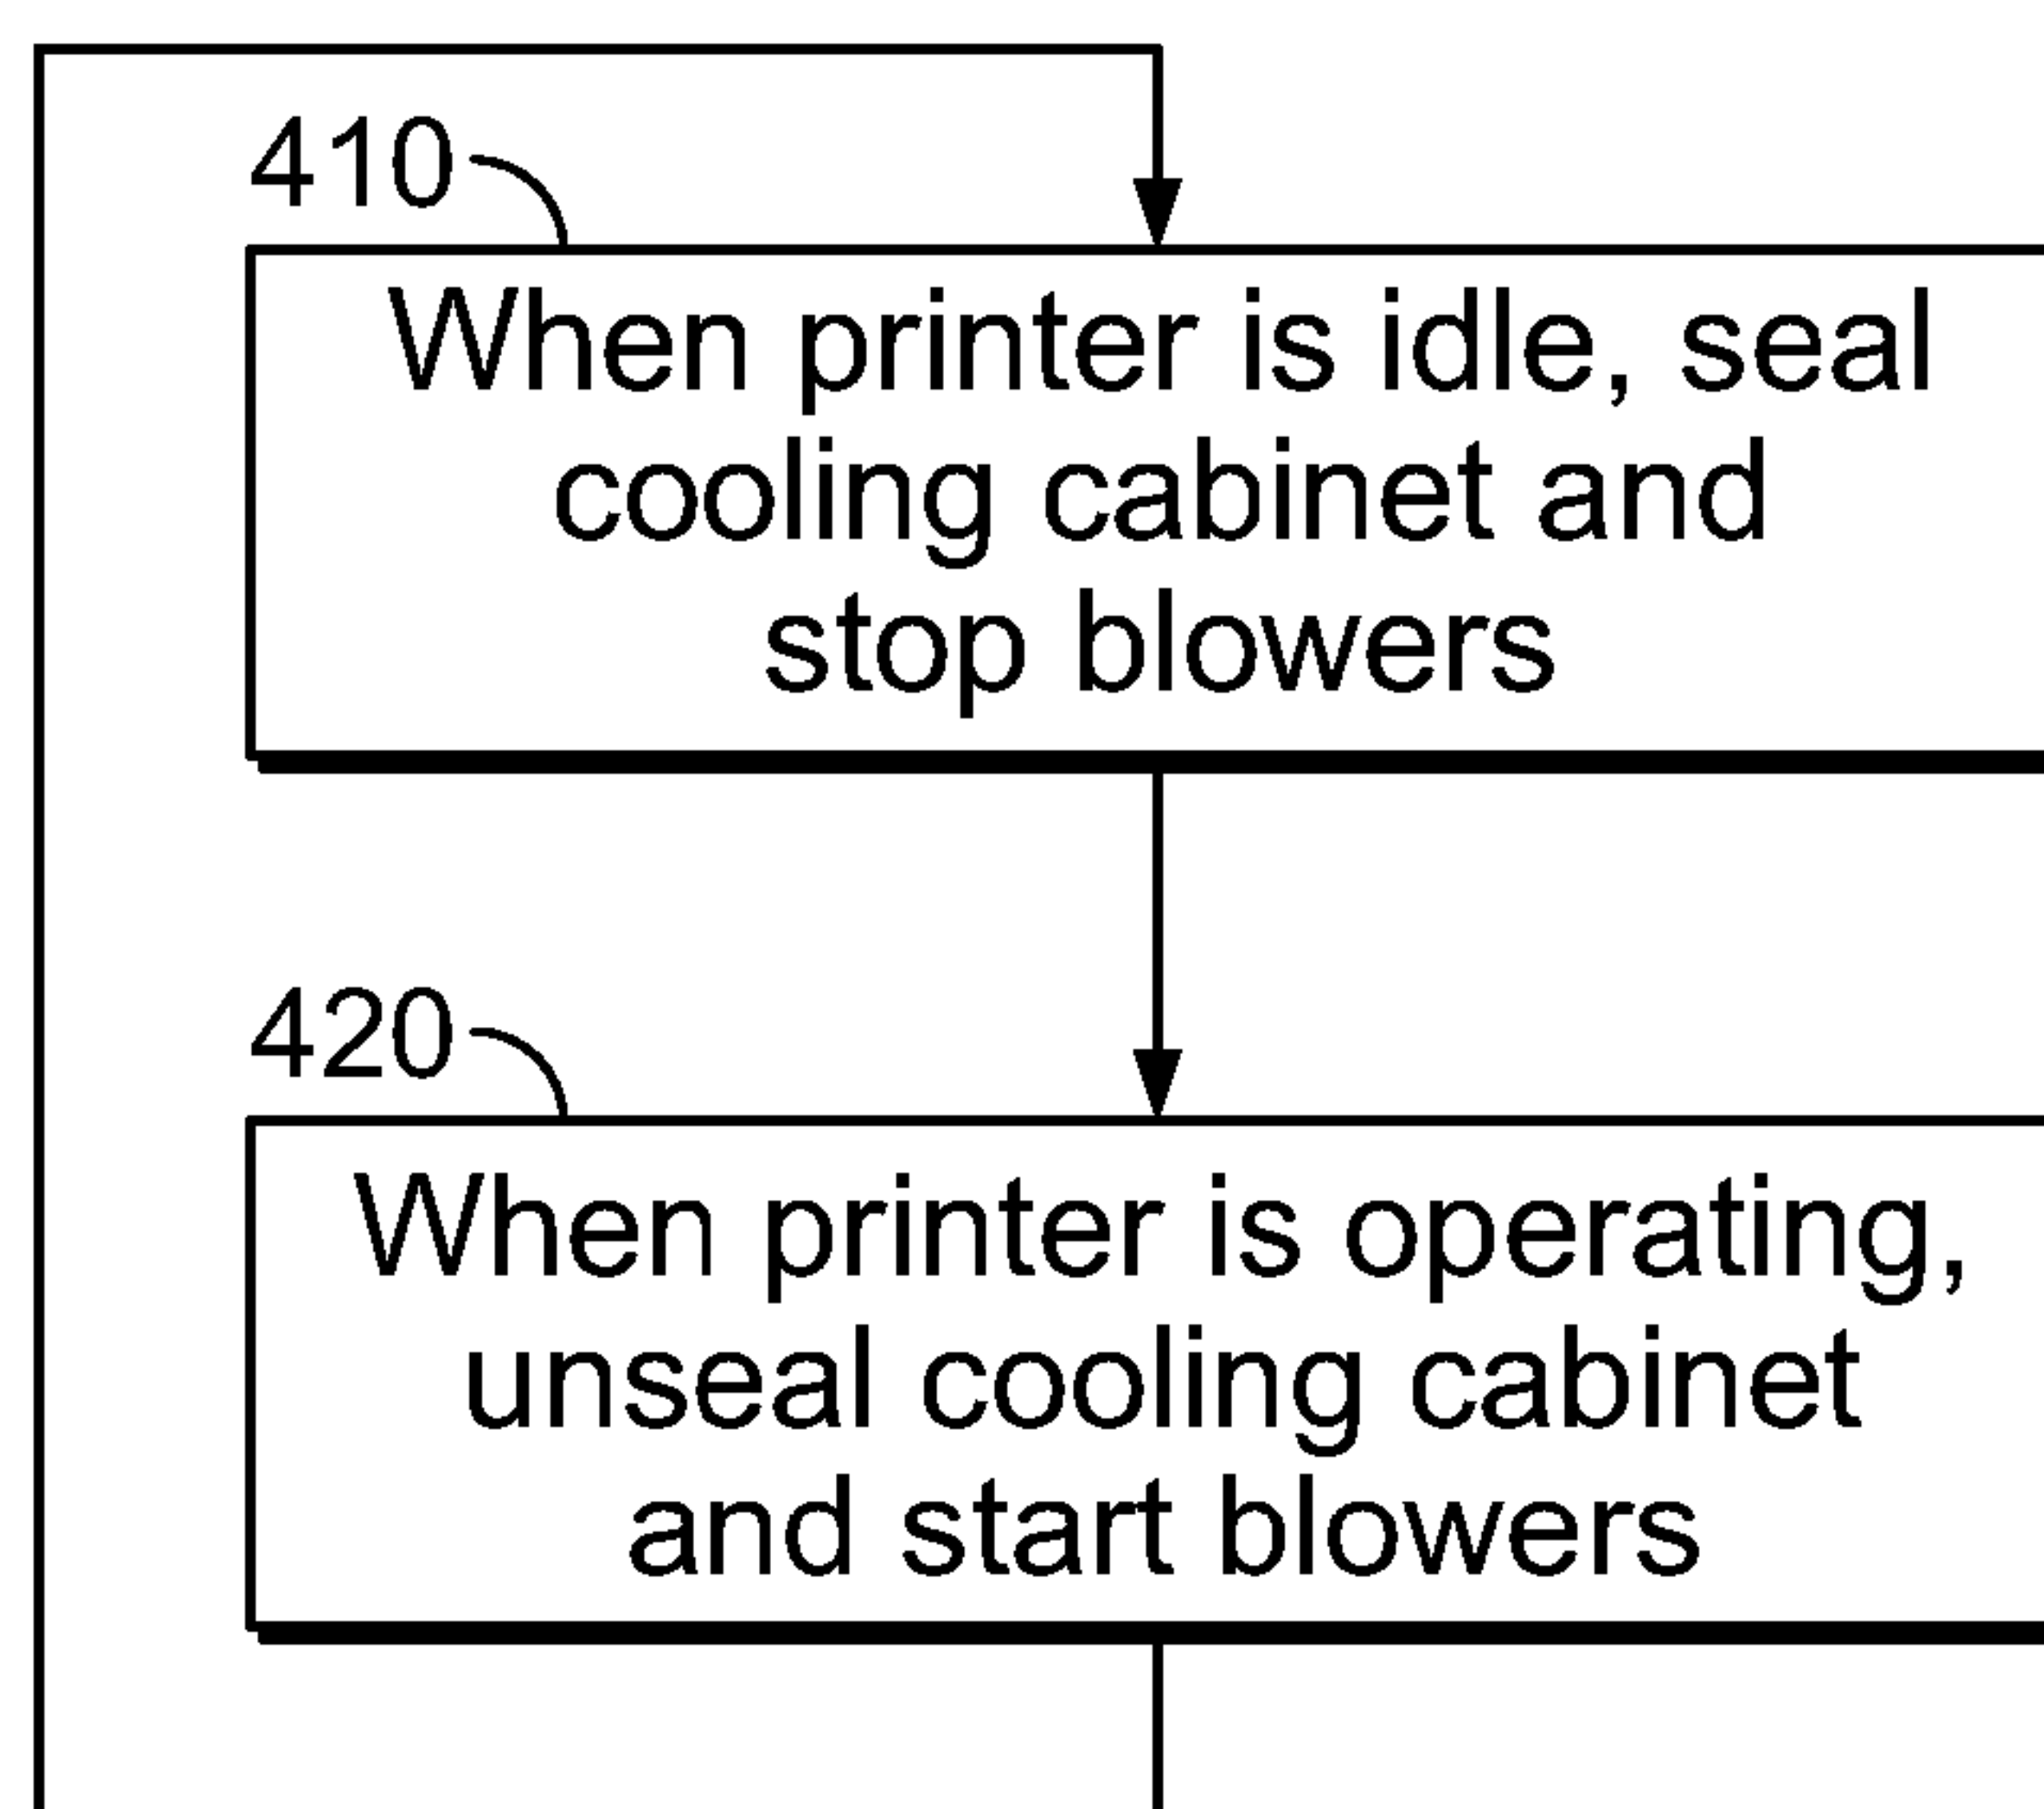 410
When printer is idle, seal
cooling cabinet and
stop blowers
420
When printer is operating,
unseal cooling cabinet
and start blowers